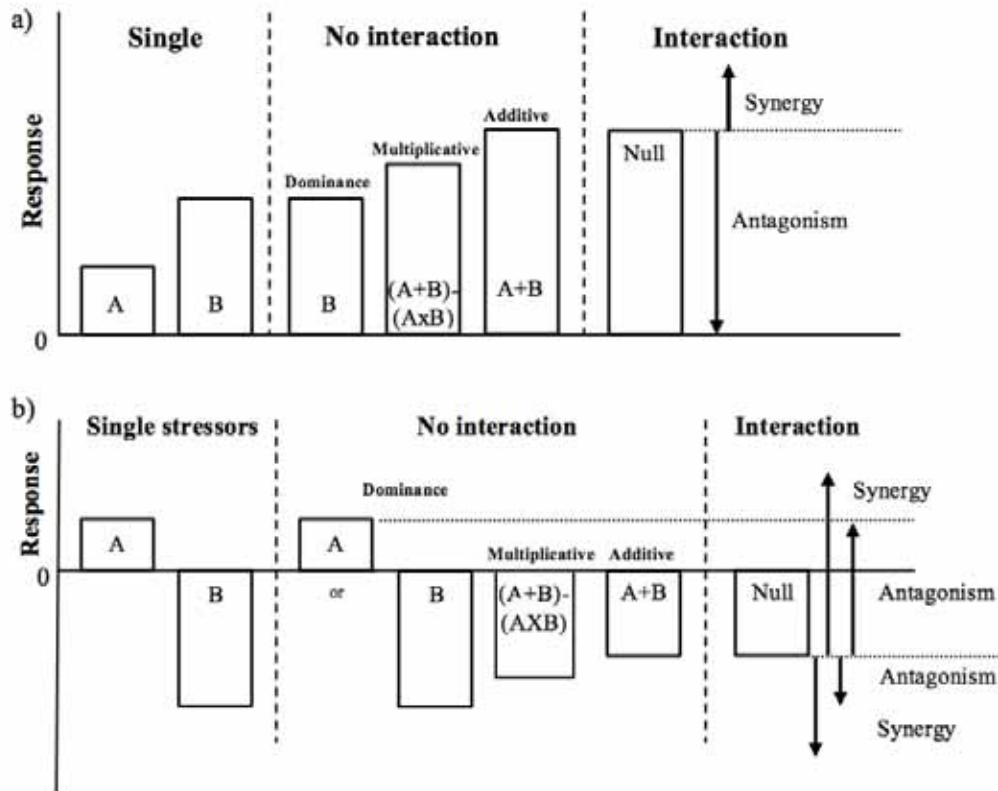 a)
Single
No interaction
Interaction
Response
0
A
B
Dominance
B
Multiplicative
(A+B)-
(AxB)
Additive
A+B
Null
Synergy
Antagonism
b)
Single stressors
No interaction
Interaction
Response
0
A
B
Dominance
A
or
B
Multiplicative
(A+B)-
(AXB)
Additive
A+B
Null
Synergy
Antagonism
Antagonism
Synergy